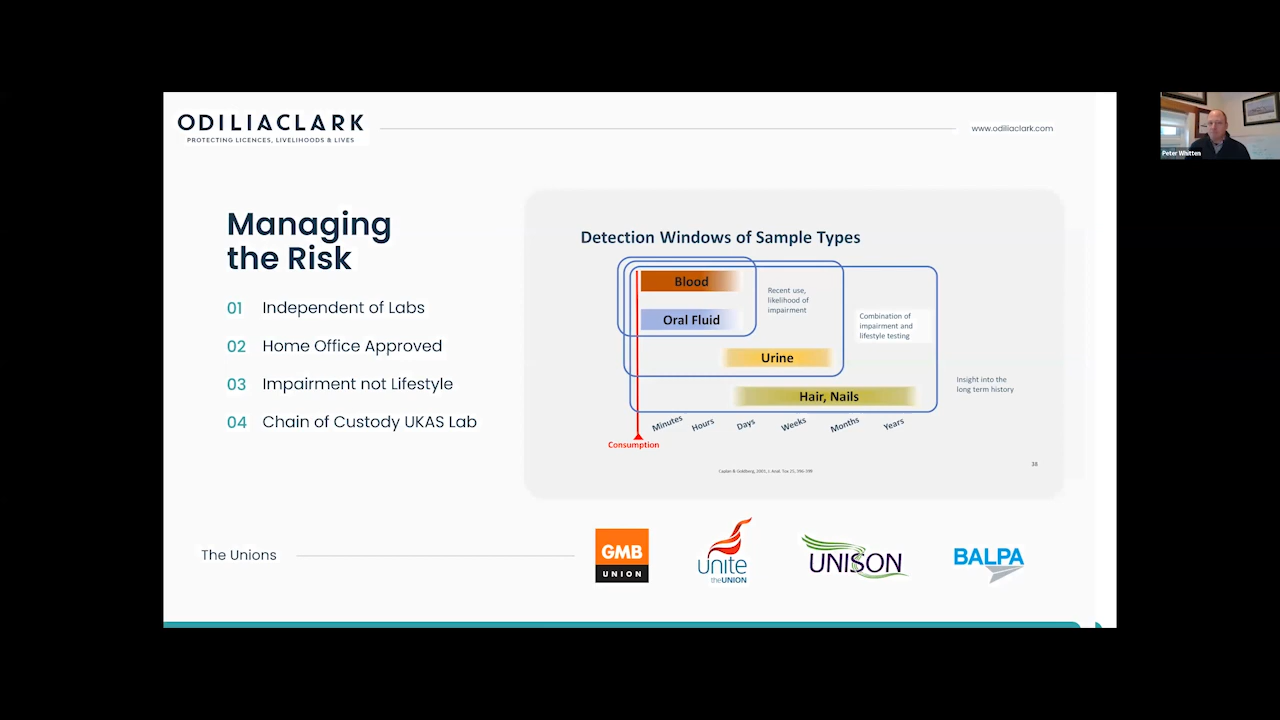 ODILIACLARK
PROTECTING LICENCES, LIVELIHOODS & LIVES
www.odiliaclark.com
Peter Whitten
Managing
the Risk
01 Independent of Labs
02 Home Office Approved
03 Impairment not Lifestyle
04 Chain of Custody UKAS Lab
Detection Windows of Sample Types
Blood
Oral Fluid
Urine
Hair, Nails
Recent use,
likelihood of
impairment
Combination of
impairment and
lifestyle testing
Insight into the
long term history
Minutes Hours Days Weeks Months Years
Consumption
38
The Unions
GMB
UNION
unite
theUNION
UNISON
BALPA